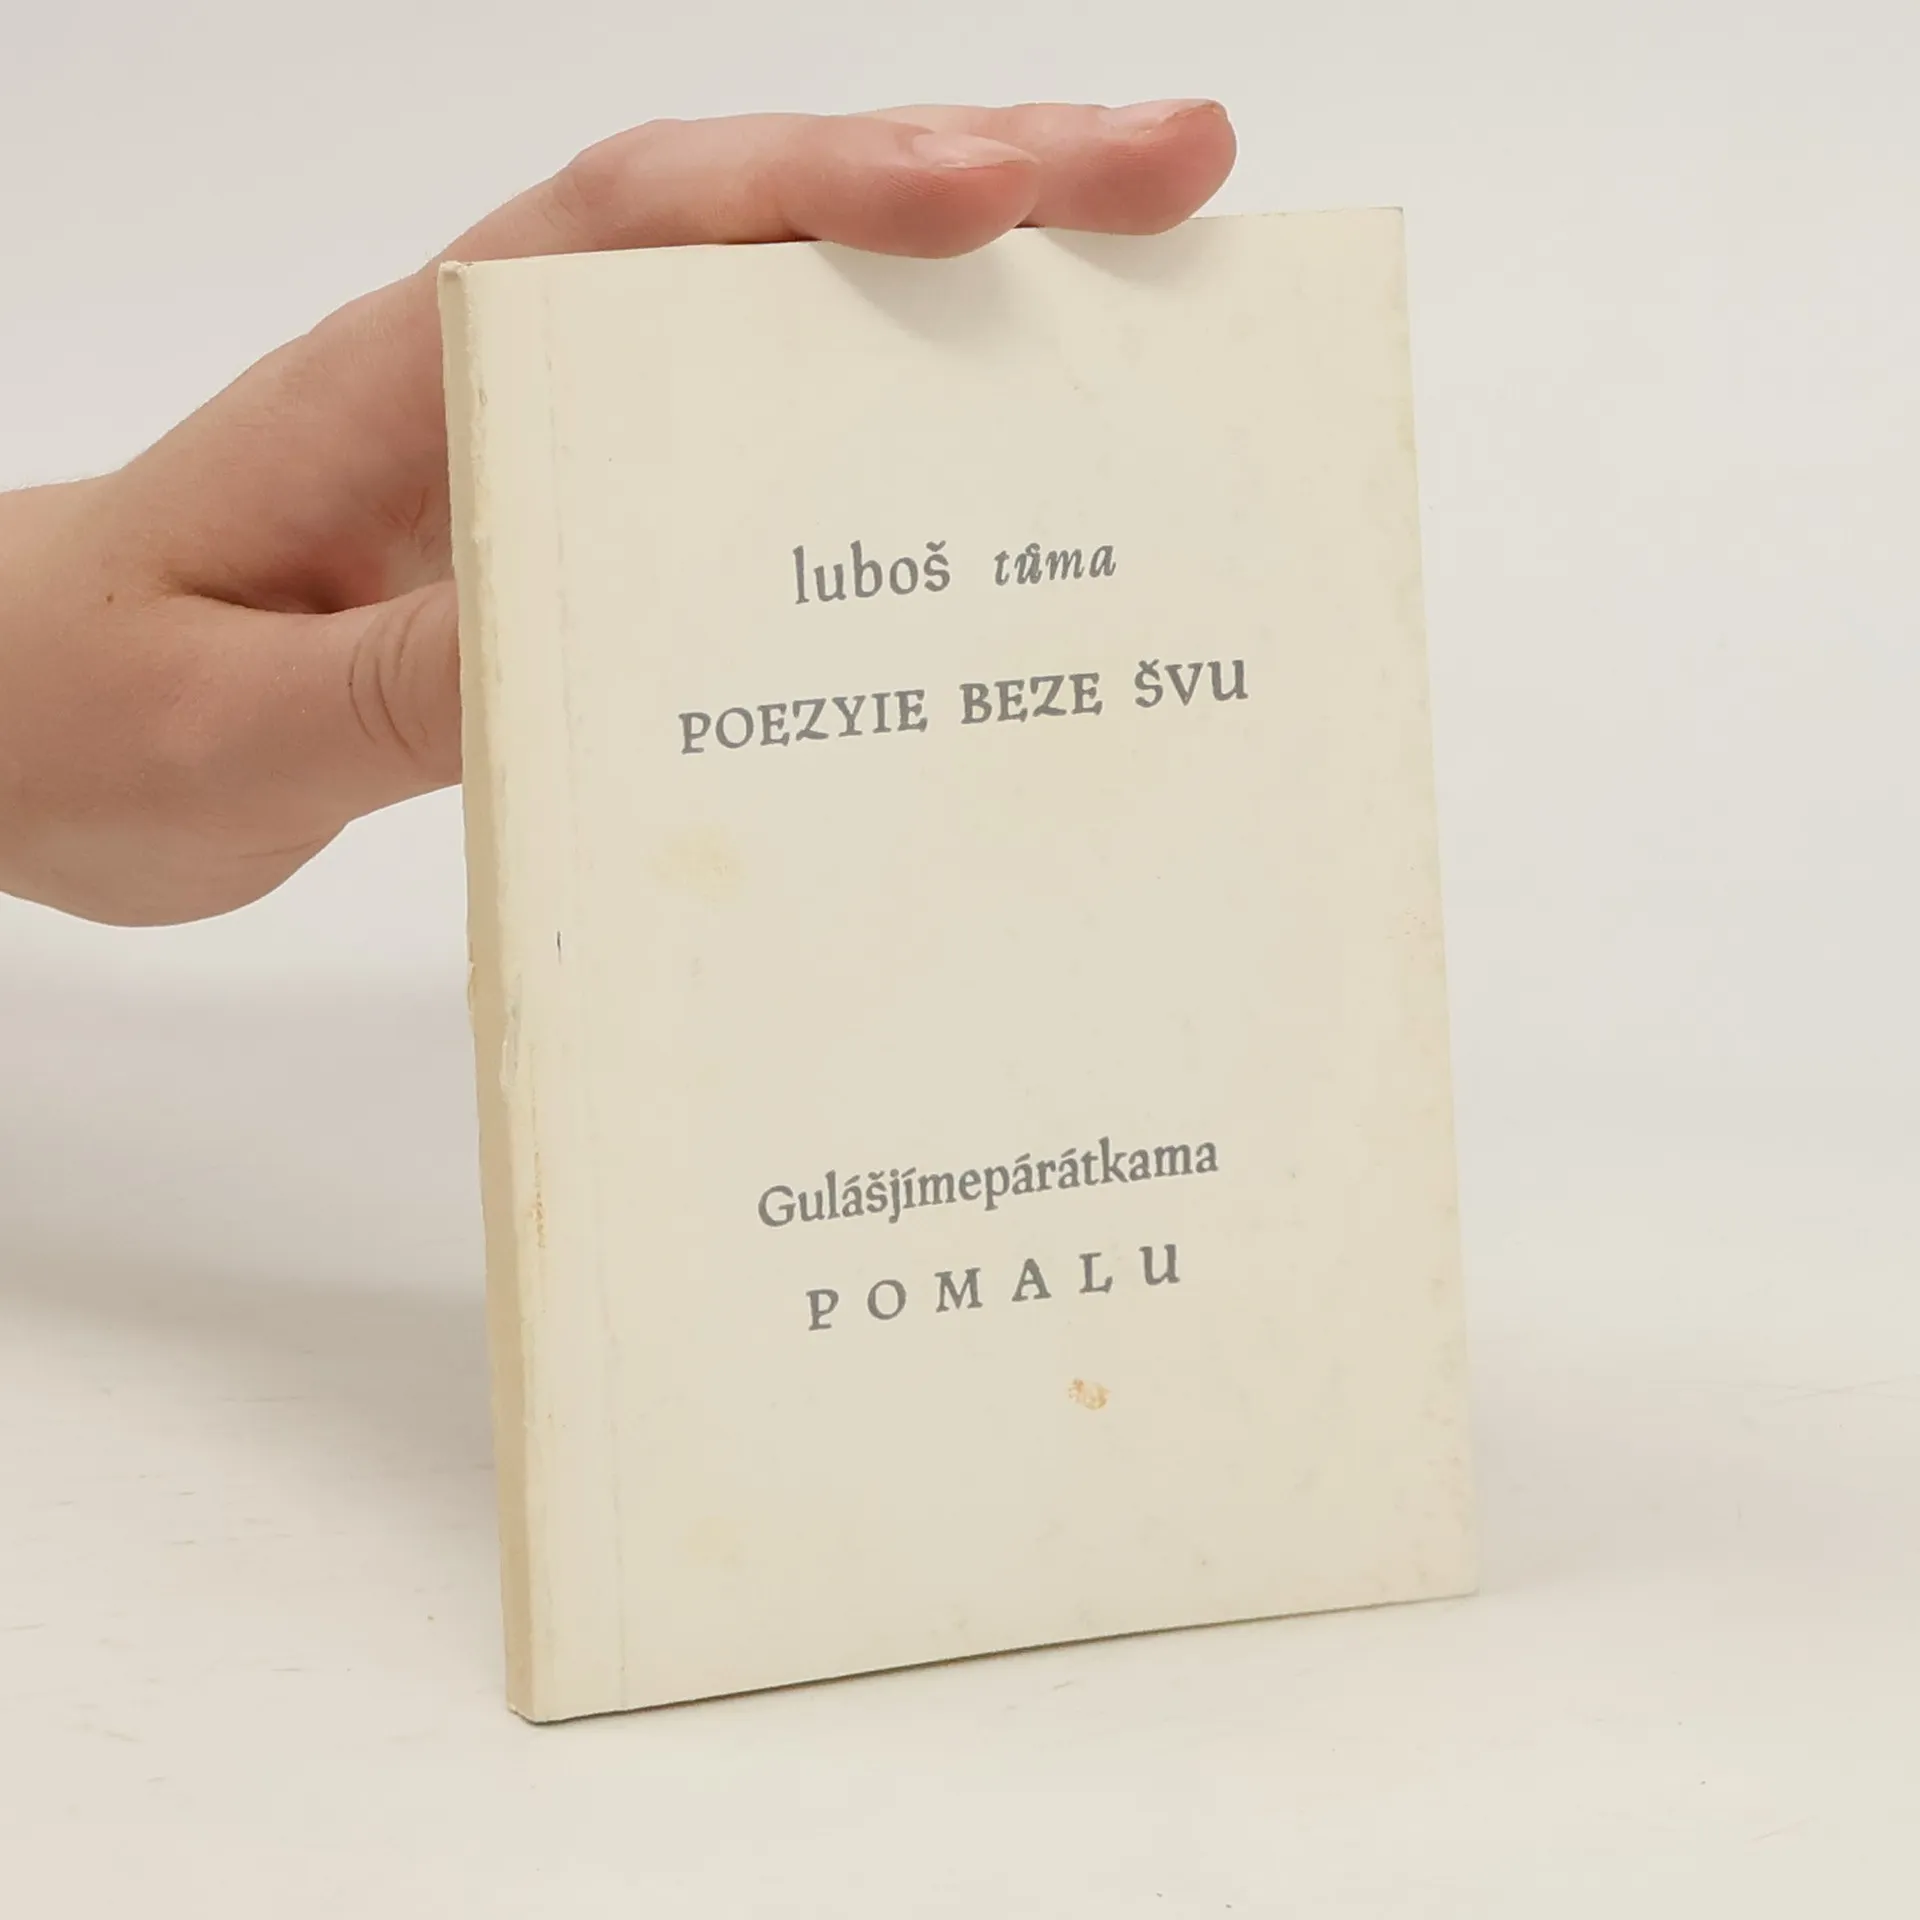 luboš tůma
POEZYIE BEZE ŠVU
Gulášjímepárátkama
POMALU